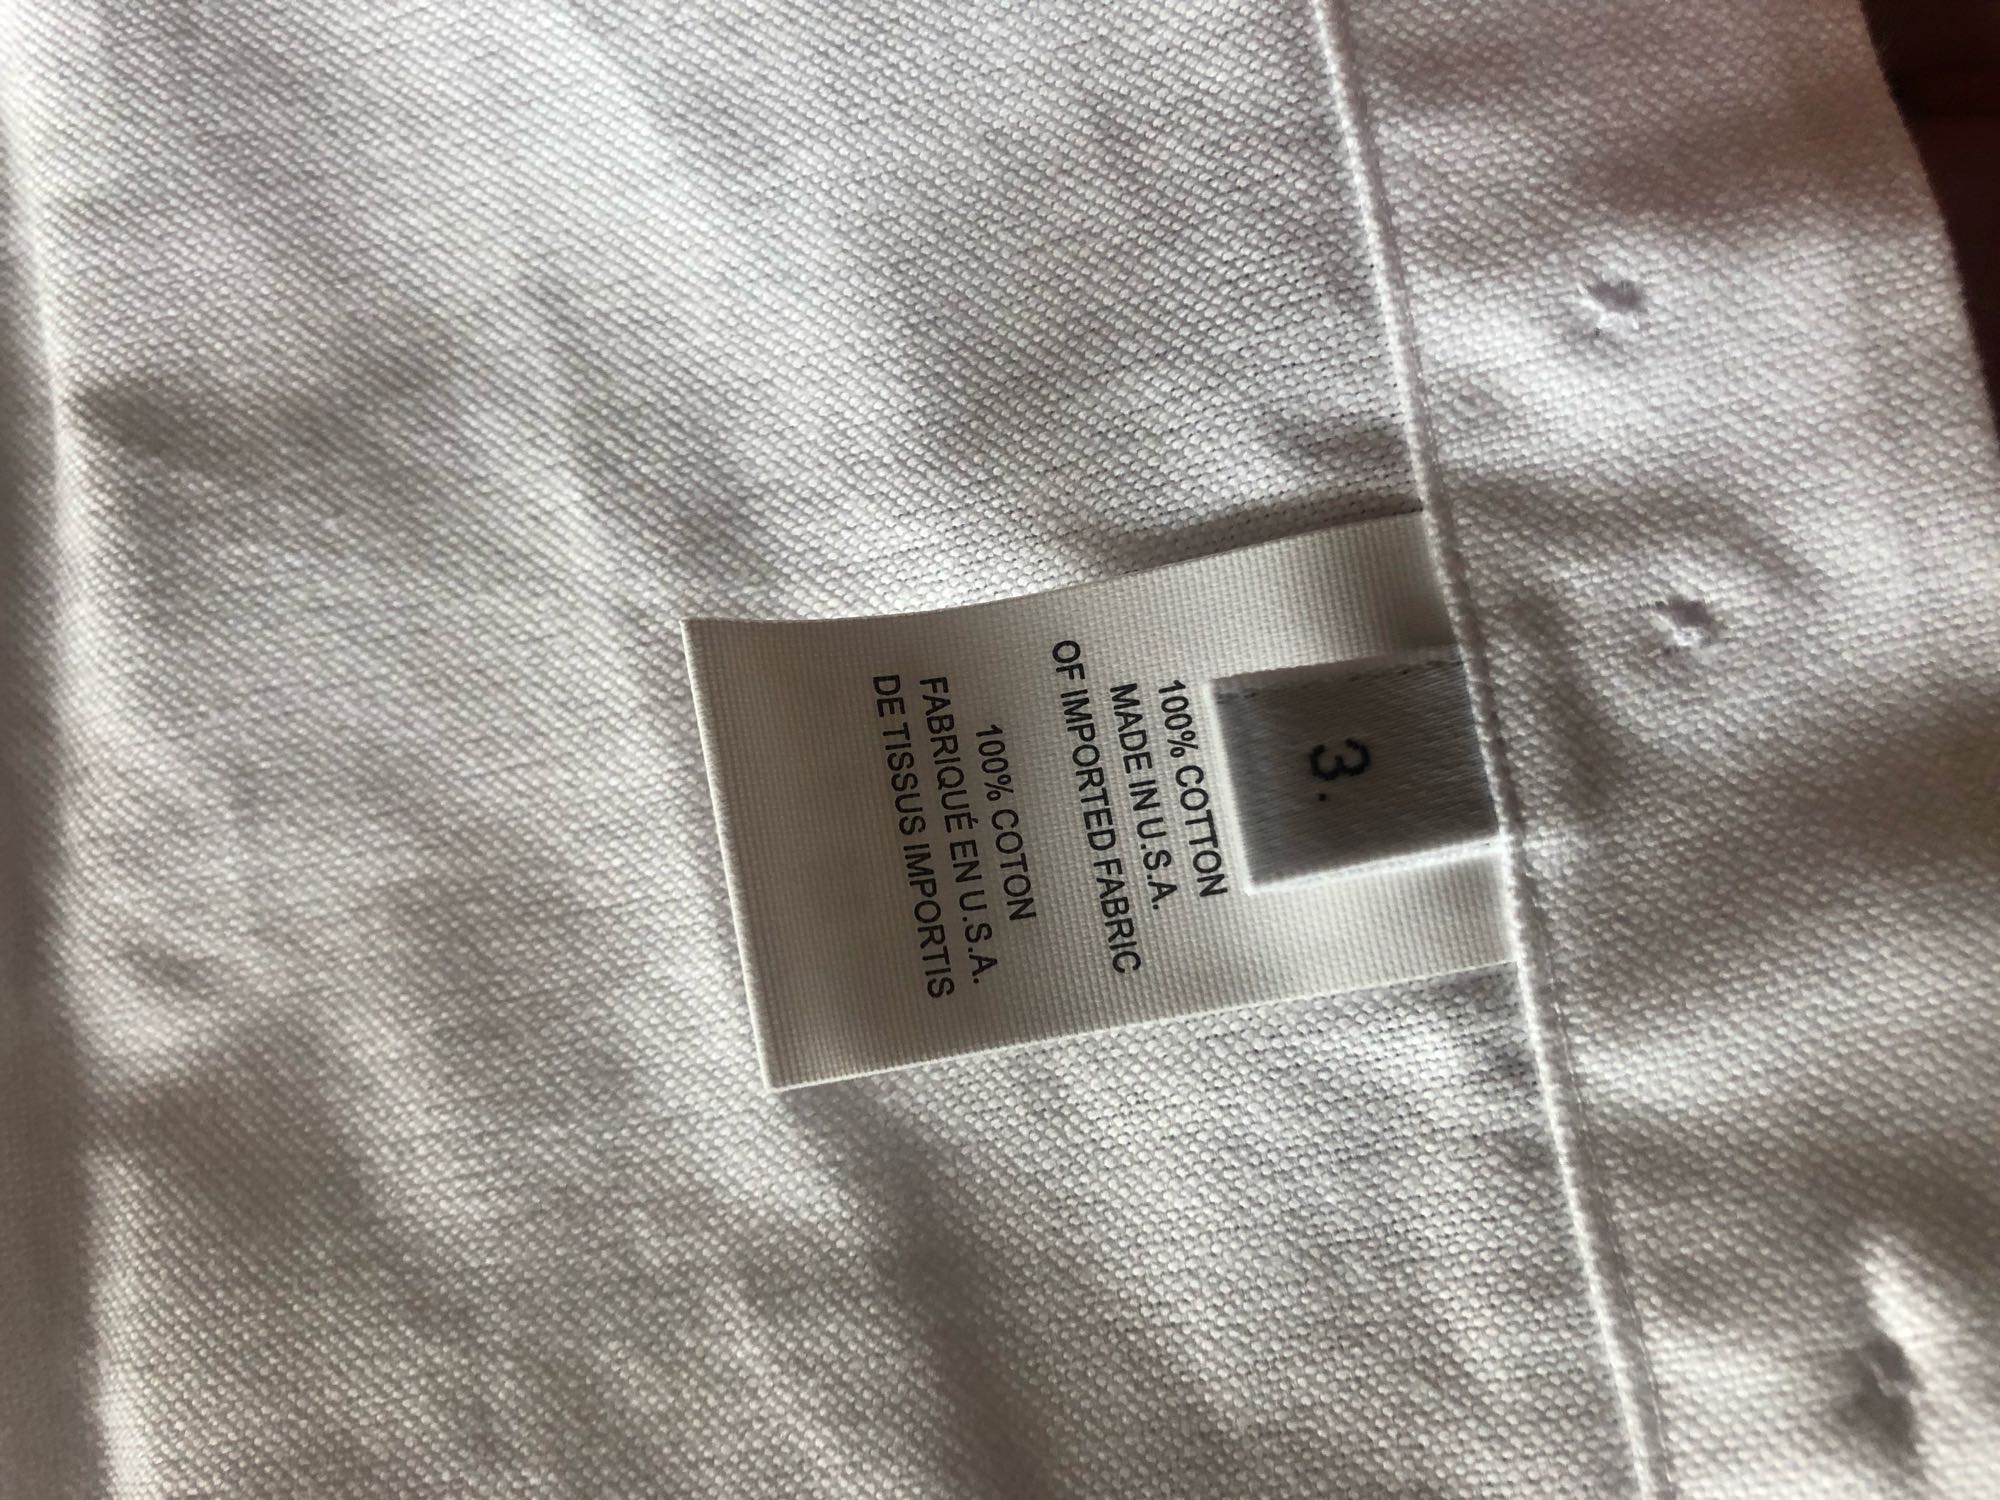 3.
100% COTTON
MADE IN U.S.A.
OF IMPORTED FABRIC
100% COTON
FABRIQUÉ EN U.S.A.
DE TISSUS IMPORTIS